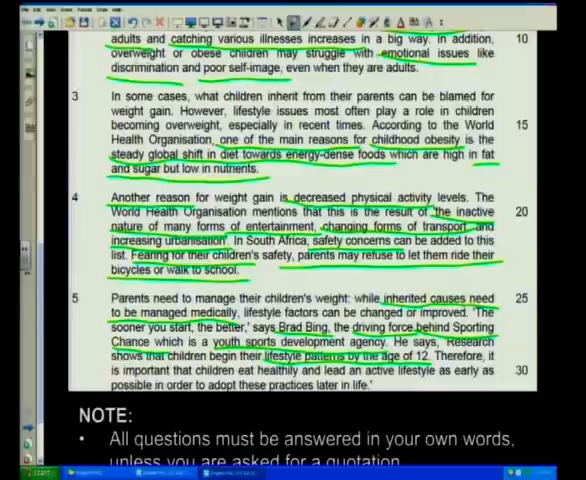 adults and catching various illnesses increases in a big way. In addition, 10
overweight or obese children may struggle with emotional issues like
discrimination and poor self-image, even when they are adults.
3 In some cases, what children inherit from their parents can be blamed for
weight gain. However, lifestyle issues most often play a role in children
becoming overweight, especially in recent times. According to the World 15
Health Organisation, one of the main reasons for childhood obesity is the
steady global shift in diet towards energy-dense foods which are high in fat
and sugar but low in nutrients.
4 Another reason for weight gain is decreased physical activity levels. The
World Health Organisation mentions that this is the result of 'the inactive 20
nature of many forms of entertainment, changing forms of transport, and
increasing urbanisation'. In South Africa, safety concerns can be added to this
list. Fearing for their children's safety, parents may refuse to let them ride their
bicycles or walk to school.
5 Parents need to manage their children's weight: while inherited causes need 25
to be managed medically, lifestyle factors can be changed or improved. 'The
sooner you start, the better,' says Brad Bing, the driving force behind Sporting
Chance which is a youth sports development agency. He says, 'Research
shows that children begin their lifestyle patterns by the age of 12. Therefore, it
is important that children eat healthily and lead an active lifestyle as early as 30
possible in order to adopt these practices later in life.'
NOTE:
• All questions must be answered in your own words,
unless you are asked for a quotation